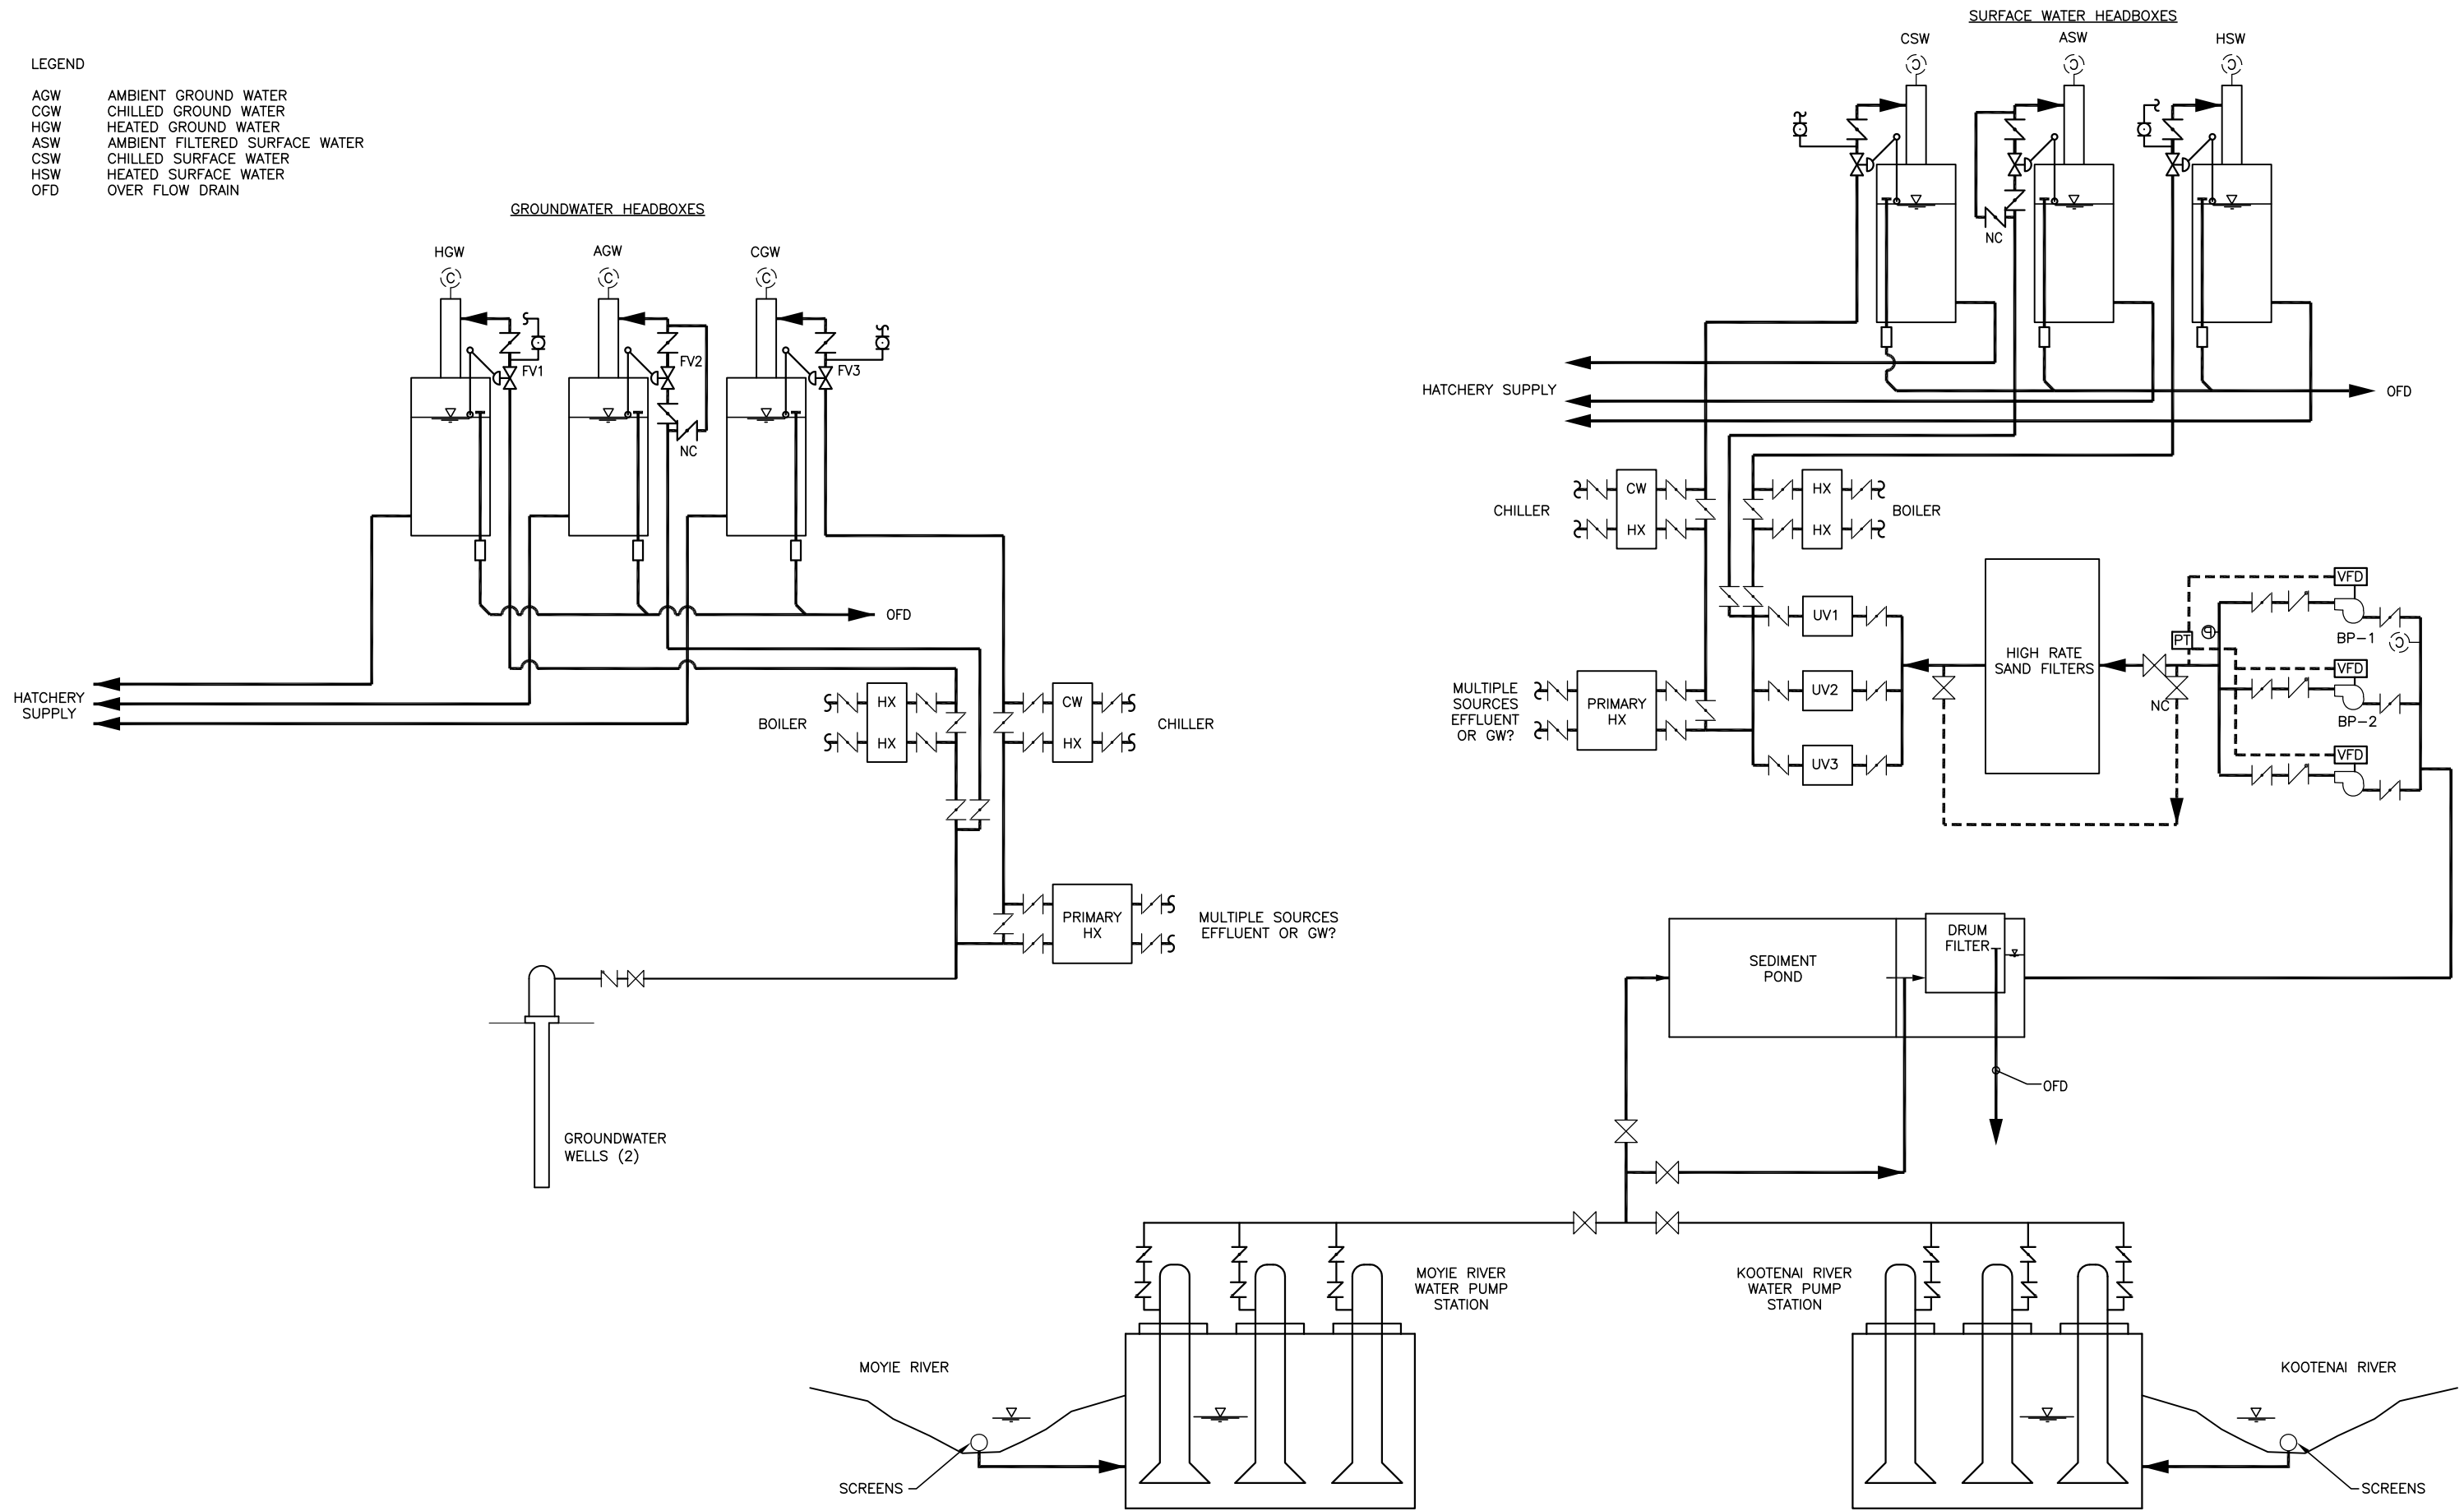 LEGEND
AGW AMBIENT GROUND WATER
CGW CHILLED GROUND WATER
HGW HEATED GROUND WATER
ASW AMBIENT FILTERED SURFACE WATER
CSW CHILLED SURFACE WATER
HSW HEATED SURFACE WATER
OFD OVER FLOW DRAIN
GROUNDWATER HEADBOXES
HGW
AGW
CGW
C
C
C
FV1
FV2
FV3
NC
OFD
HATCHERY
SUPPLY
BOILER
HX
HX
CW
HX
CHILLER
PRIMARY
HX
MULTIPLE SOURCES
EFFLUENT OR GW?
GROUNDWATER
WELLS (2)
SURFACE WATER HEADBOXES
CSW
ASW
HSW
C
C
C
NC
HATCHERY SUPPLY
OFD
CHILLER
CW
HX
HX
HX
BOILER
UV1
UV2
UV3
MULTIPLE
SOURCES
EFFLUENT
OR GW?
PRIMARY
HX
HIGH RATE
SAND FILTERS
NC
PT
P
VFD
BP-1
C
VFD
BP-2
VFD
SEDIMENT
POND
DRUM
FILTER
OFD
MOYIE RIVER
WATER PUMP
STATION
KOOTENAI RIVER
WATER PUMP
STATION
MOYIE RIVER
SCREENS
KOOTENAI RIVER
SCREENS